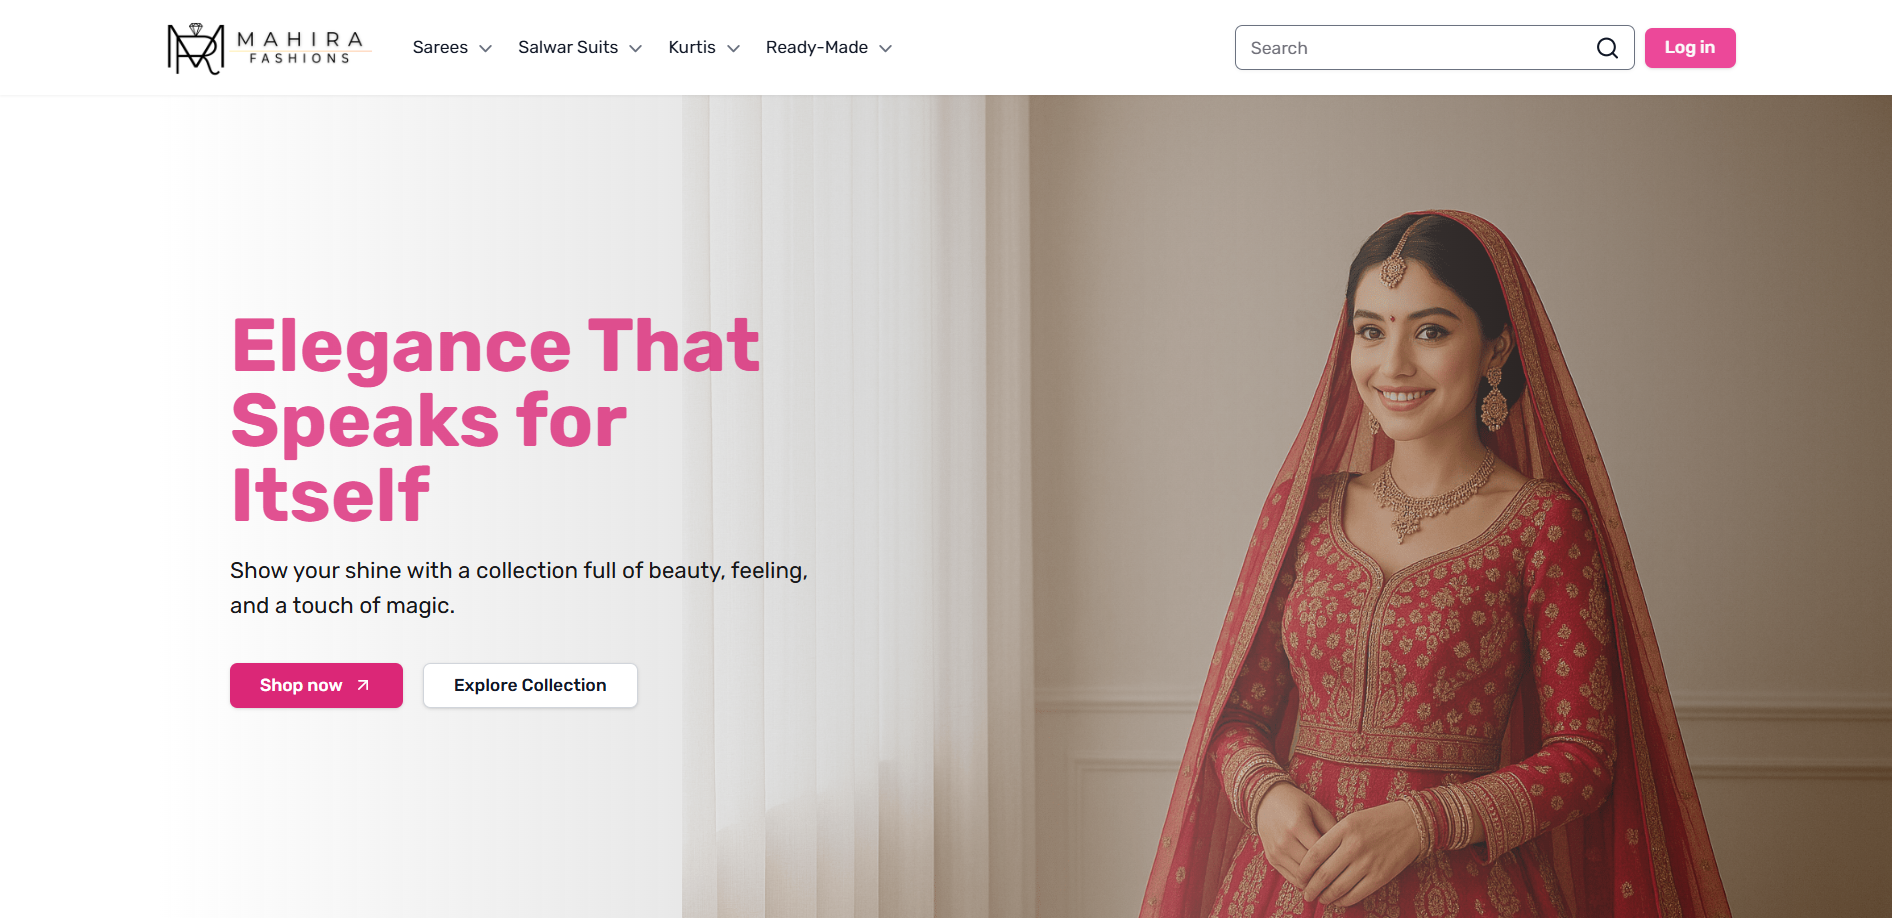 MAHIRA
FASHIONS
Sarees
Salwar Suits
Kurtis
Ready-Made
Search
Log in
Elegance That
Speaks for
Itself
Show your shine with a collection full of beauty, feeling,
and a touch of magic.
Shop now
Explore Collection